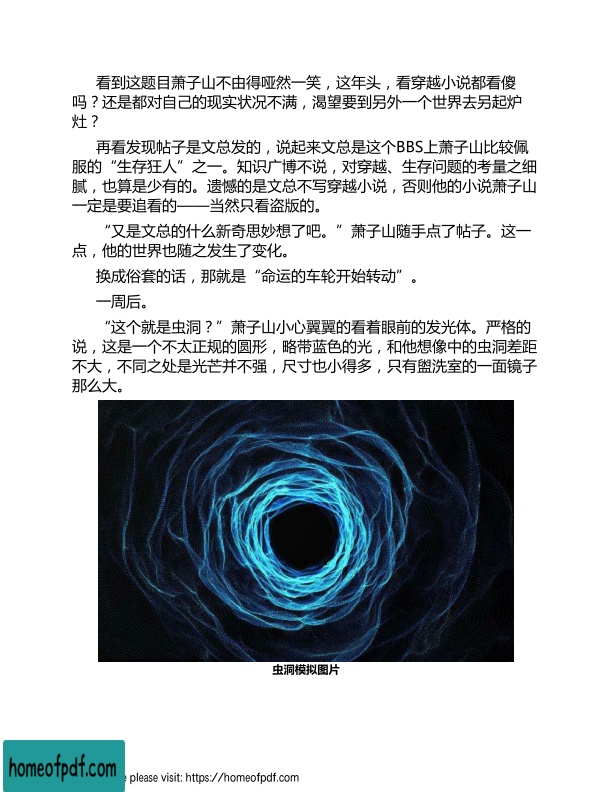 看到这题目萧子山不由得哑然一笑，这年头，看穿越小说都看傻
吗？还是都对自己的现实状况不满，渴望要到另外一个世界去另起炉
灶？
再看发现帖子是文总发的，说起来文总是这个BBS上萧子山比较佩
服的“生存狂人”之一。知识广博不说，对穿越、生存问题的考量之细
腻，也算是少有的。遗憾的是文总不写穿越小说，否则他的小说萧子山
一定是要追看的——当然只看盗版的。
“又是文总的什么新奇思妙想了吧。”萧子山随手点了帖子。这一
点，他的世界也随之发生了变化。
换成俗套的话，那就是“命运的车轮开始转动”。
一周后。
“这个就是虫洞？”萧子山小心翼翼的看着眼前的发光体。严格的
说，这是一个不太正规的圆形，略带蓝色的光，和他想像中的虫洞差距
不大，不同之处是光芒并不强，尺寸也小得多，只有盥洗室的一面镜子
那么大。
虫洞模拟图片
homeofpdf.com
e please visit: https://homeofpdf.com